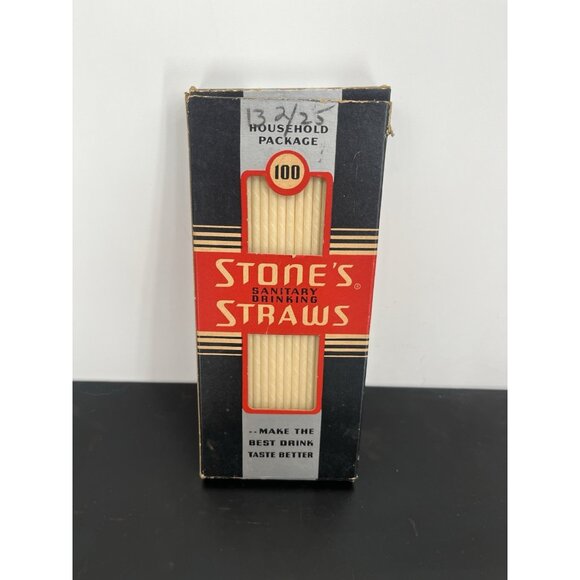 13 2/25
HOUSEHOLD
PACKAGE
100
STONE'S
SANITARY
DRINKING
STRAWS
--MAKE THE
BEST DRINK
TASTE BETTER